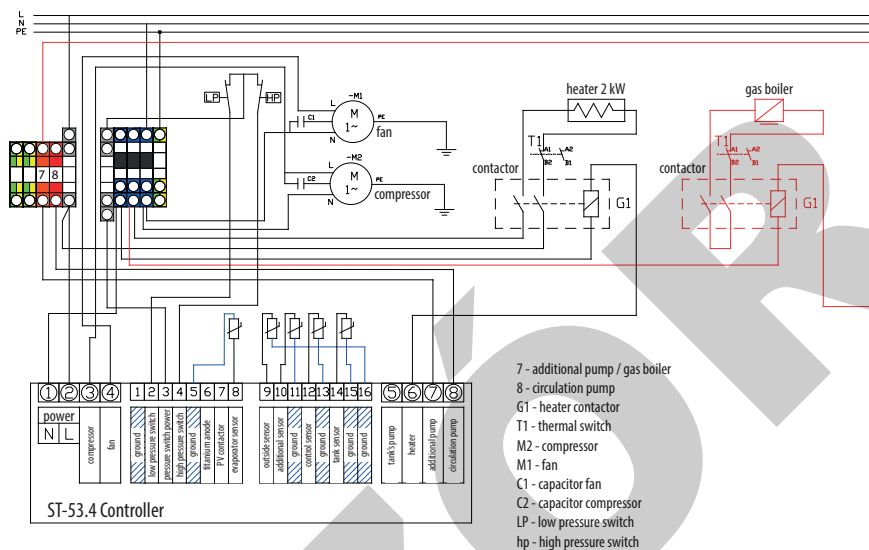 L
N
PE
LP
HP
-M1
L
C1
M
1~
PE
N
fan
-M2
L
C2
M
1~
PE
N
compressor
heater 2 kW
T1
A1 A2
B2 B1
contactor
G1
gas boiler
T1
A1 A2
B2 B1
contactor
G1
7 8
1 2 3 4
1 2 3 4 5 6 7 8
9 10 11 12 13 14 15 16
5 6 7 8
power
N L
compressor
fan
ground
low pressure switch
pressure switch power
high pressure switch
ground
titanium anode
PV contactor
evaporator sensor
outside sensor
additional sensor
ground
control sensor
ground
tank sensor
ground
ground
tank's pump
heater
additional pump
circulation pump
ST-53.4 Controller
7 - additional pump / gas boiler
8 - circulation pump
G1 - heater contactor
T1 - thermal switch
M2 - compressor
M1 - fan
C1 - capacitor fan
C2 - capacitor compressor
LP - low pressure switch
hp - high pressure switch